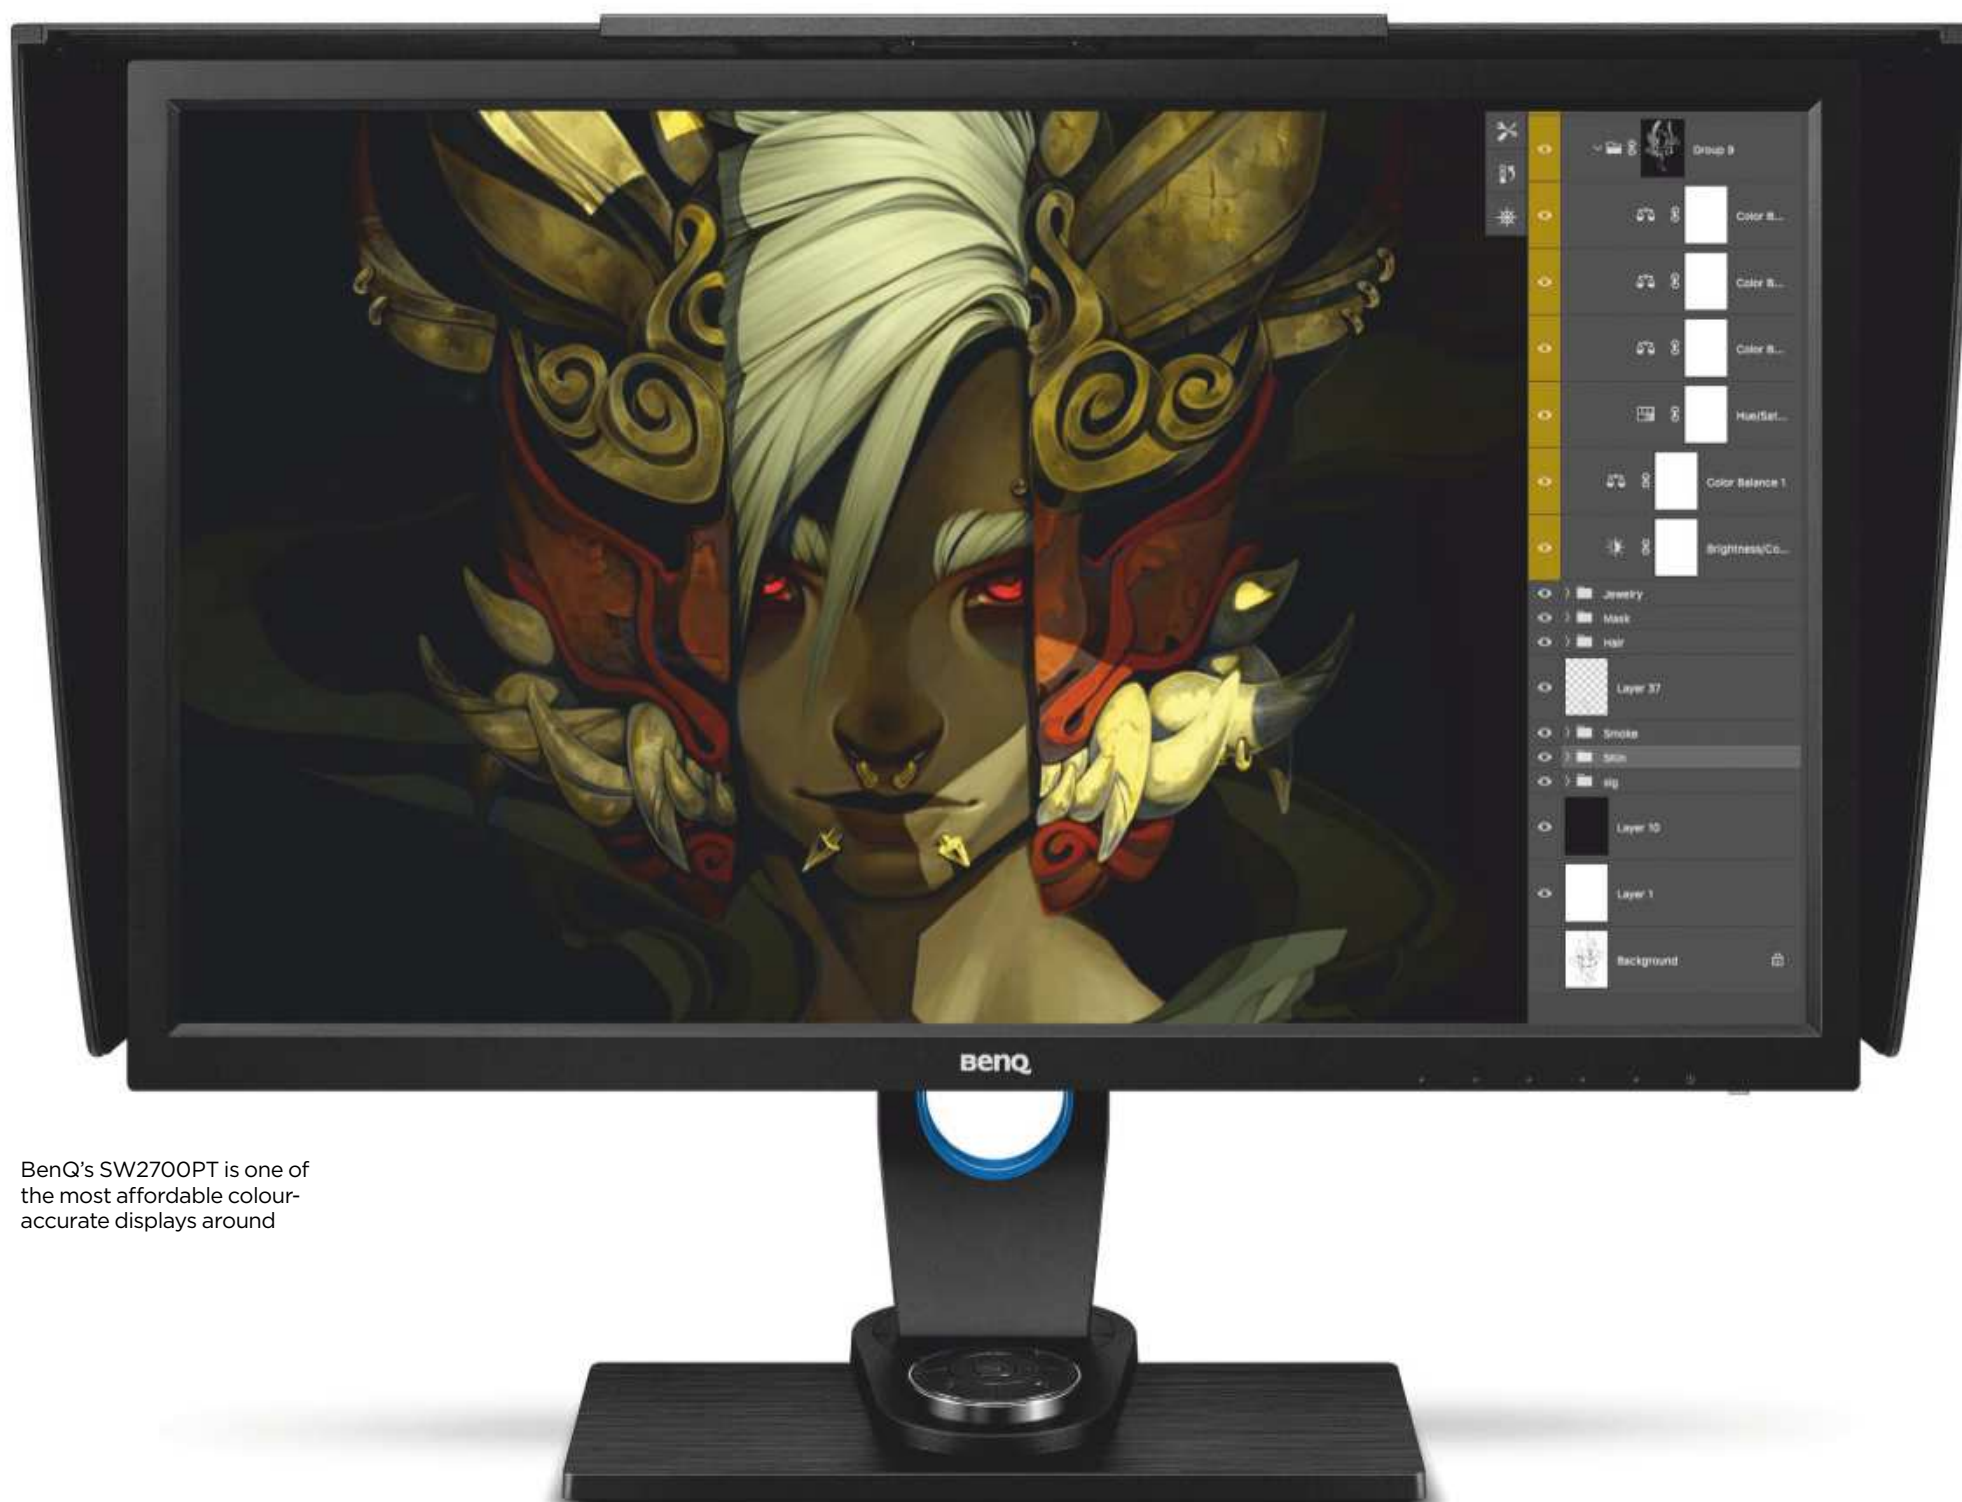 Group 9
Color B...
Color B...
Color B...
Hue/Sat...
Color Balance 1
Brightness/Co...
Jewelry
Mask
Hair
Layer 37
Smoke
Skin
sig
Layer 10
Layer 1
Background
BenQ
BenQ’s SW2700PT is one of
the most affordable colour-
accurate displays around